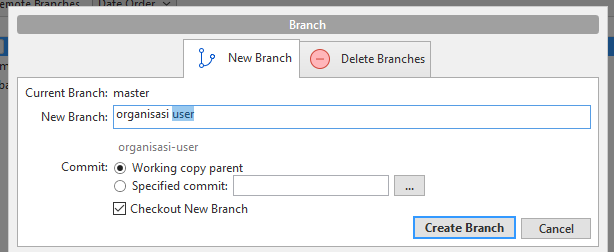 emote Branches Date Order
Branch
New Branch
Delete Branches
Current Branch: master
New Branch: organisasi user
organisasi-user
Commit: Working copy parent
Specified commit: ...
Checkout New Branch
Create Branch Cancel